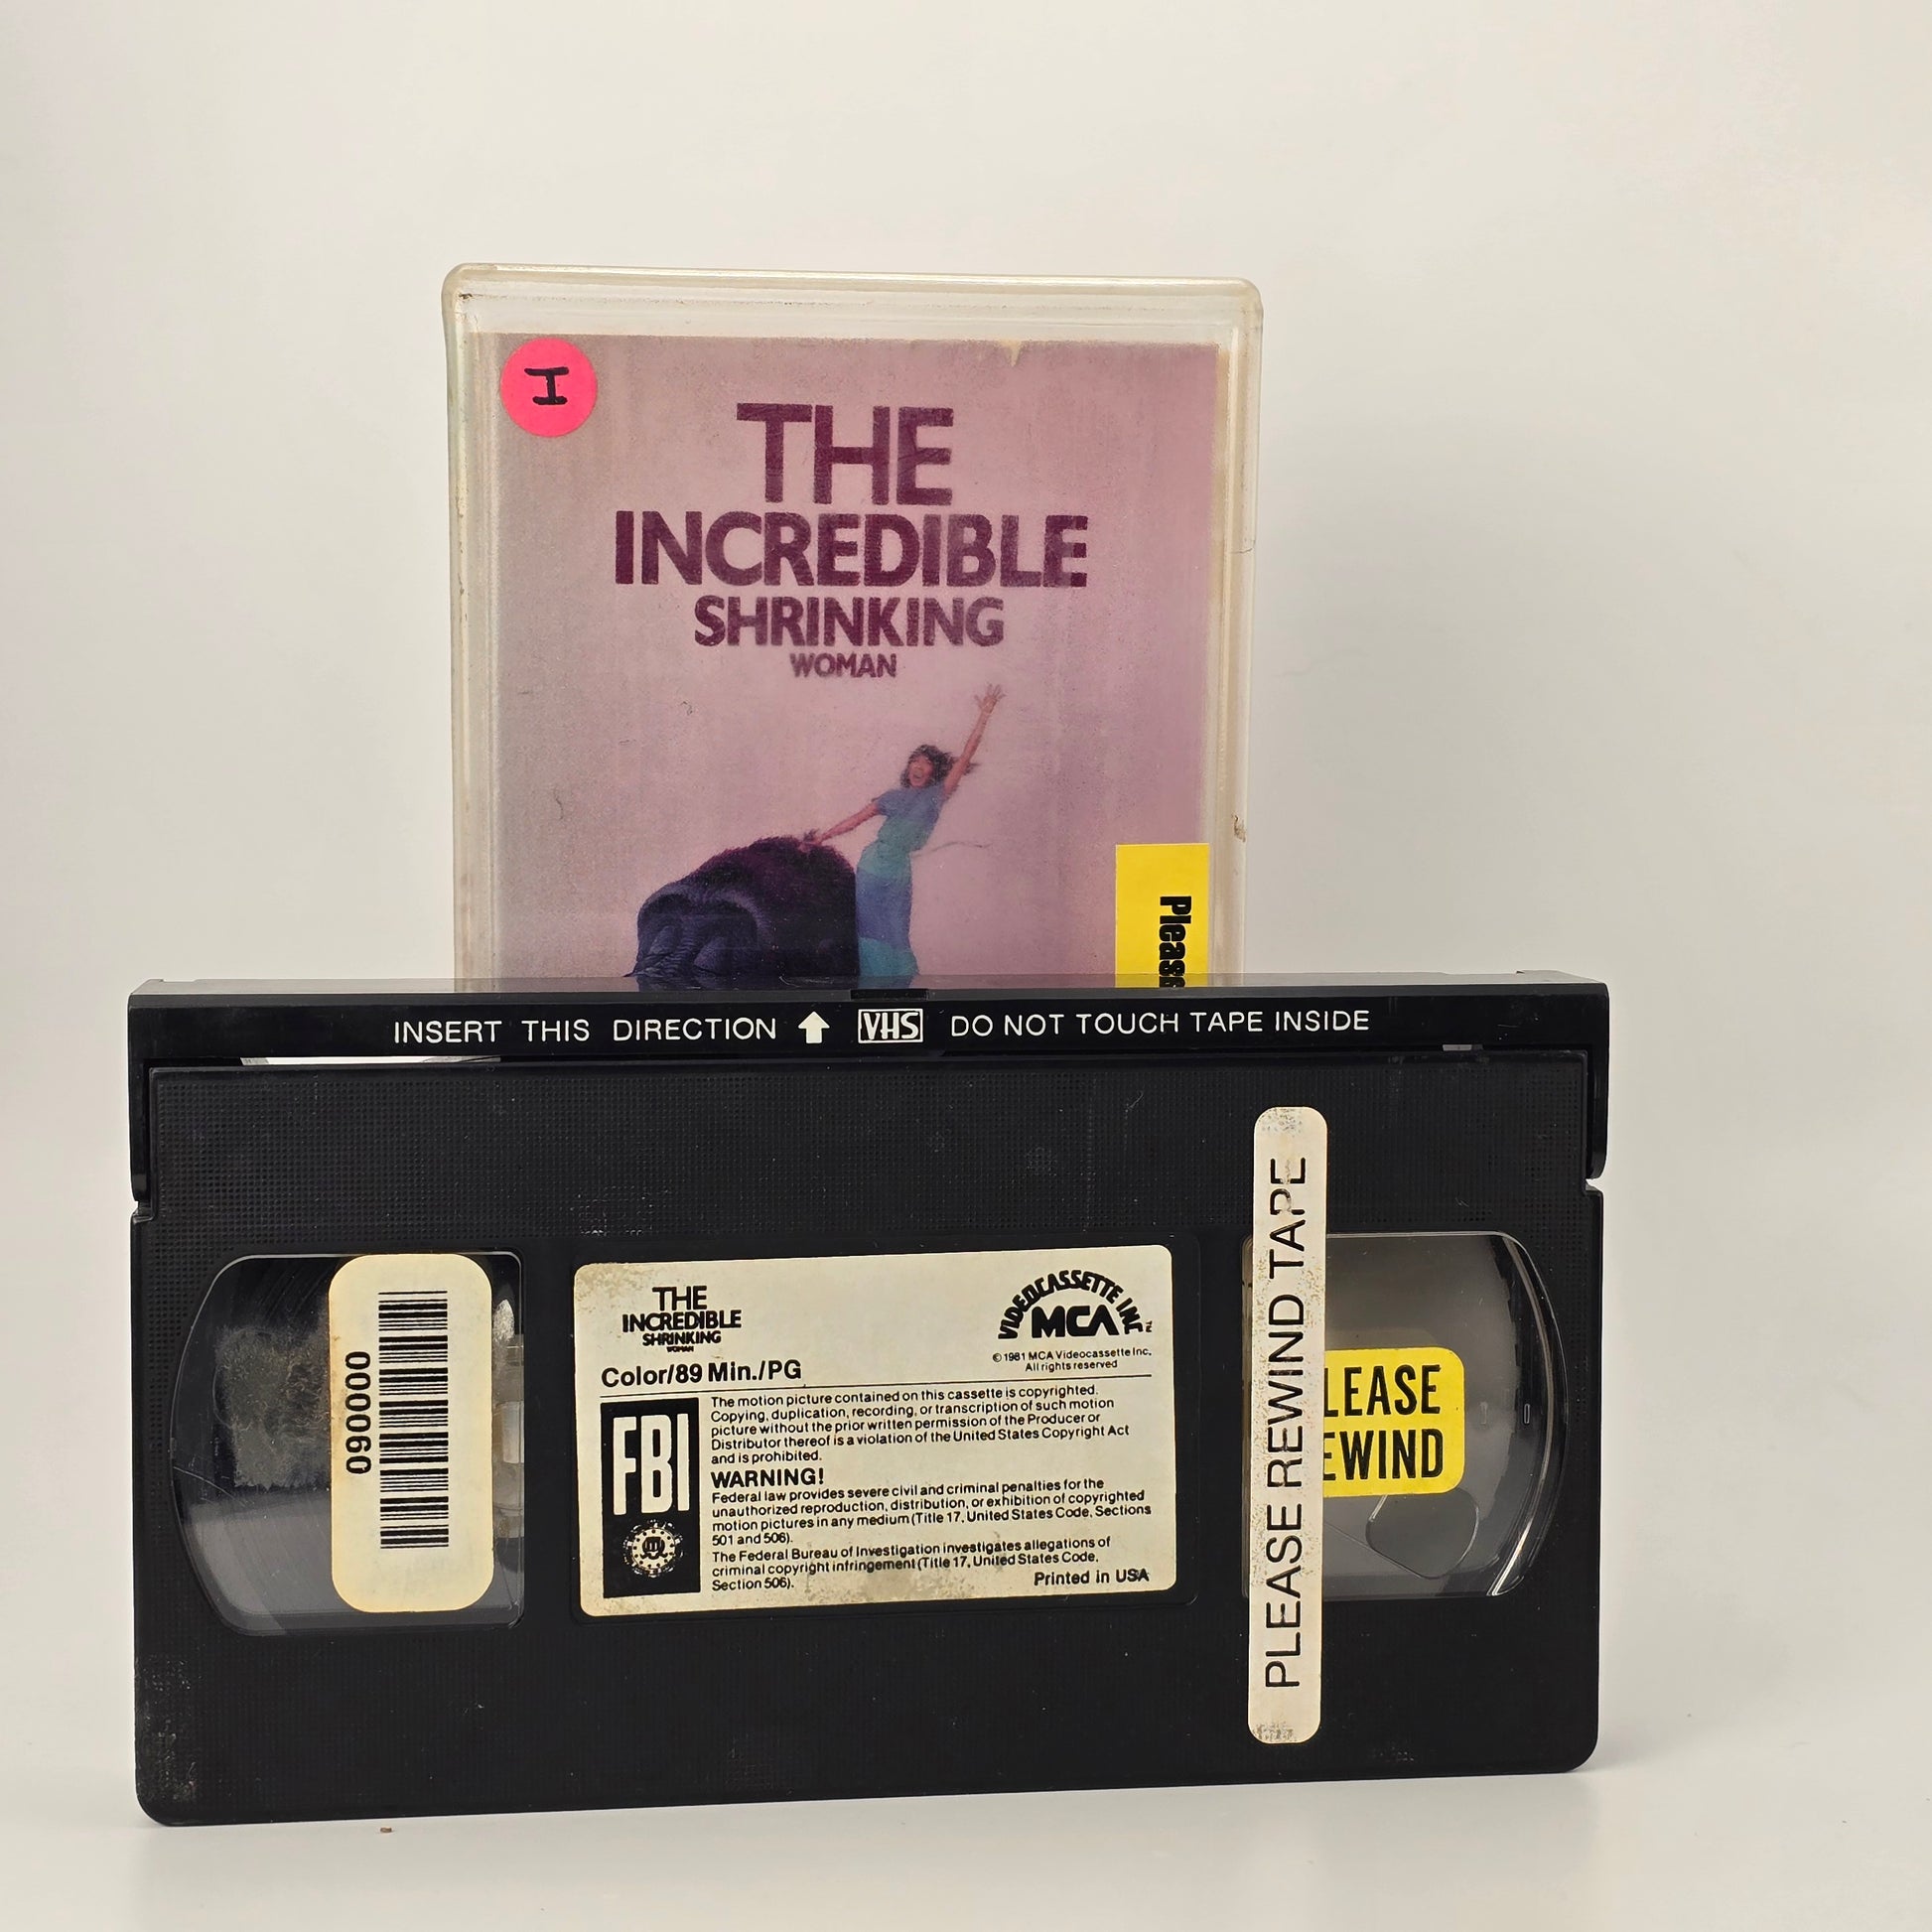 I
THE
INCREDIBLE
SHRINKING
WOMAN
Please
INSERT THIS DIRECTION VHS DO NOT TOUCH TAPE INSIDE
090000
THE
INCREDIBLE
SHRINKING
WOMAN
Color/89 Min./PG
VIDEOCASSETTE INC.
MCA
TM
© 1981 MCA Videocassette Inc.
All rights reserved
FBI
The motion picture contained on this cassette is copyrighted.
Copying, duplication, recording, or transcription of such motion
picture without the prior written permission of the Producer or
Distributor thereof is a violation of the United States Copyright Act
and is prohibited.
WARNING!
Federal law provides severe civil and criminal penalties for the
unauthorized reproduction, distribution, or exhibition of copyrighted
motion pictures in any medium (Title 17, United States Code, Sections
501 and 506).
The Federal Bureau of Investigation investigates allegations of
criminal copyright infringement (Title 17, United States Code,
Section 506).
Printed in USA
PLEASE REWIND TAPE
LEASE
EWIND